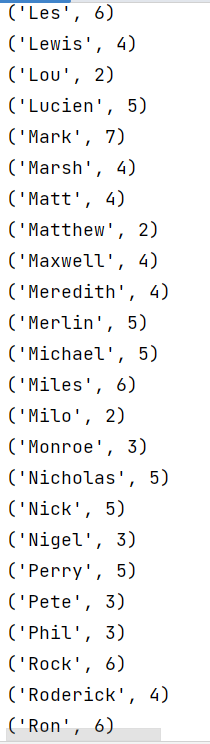 ('Les', 6)
('Lewis', 4)
('Lou', 2)
('Lucien', 5)
('Mark', 7)
('Marsh', 4)
('Matt', 4)
('Matthew', 2)
('Maxwell', 4)
('Meredith', 4)
('Merlin', 5)
('Michael', 5)
('Miles', 6)
('Milo', 2)
('Monroe', 3)
('Nicholas', 5)
('Nick', 5)
('Nigel', 3)
('Perry', 5)
('Pete', 3)
('Phil', 3)
('Rock', 6)
('Roderick', 4)
('Ron', 6)